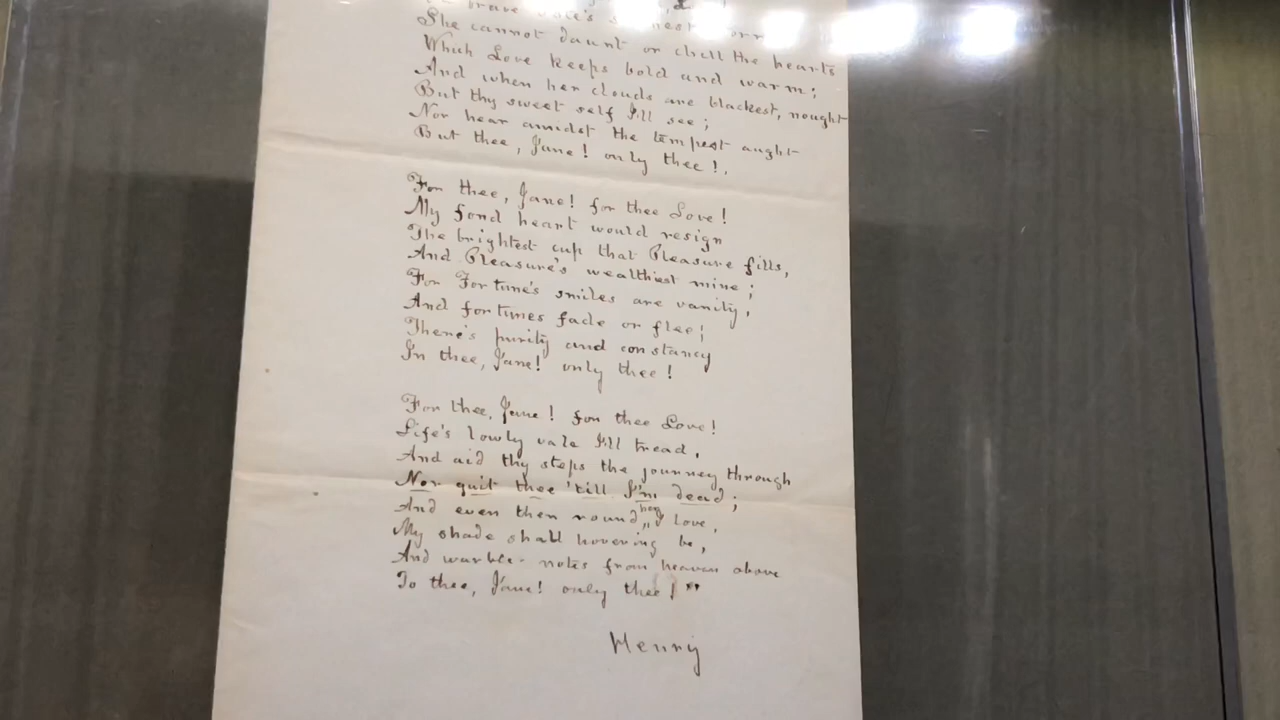 brave
She cannot daunt or chill the hearts
Which Love keeps bold and warm;
And when her clouds are blackest, nought
But thy sweet self I'll see;
Nor hear amidst the tempest aught
But thee, Jane! only thee!
For thee, Jane! for thee Love!
My fond heart would resign
The brightest cup that Pleasure fills,
And Pleasure's wealthiest mine;
For Fortune's smiles are vanity,
And fortunes fade or flee;
There's purity and constancy
In thee, Jane! only thee!
For thee, Jane! for thee Love!
Life's lowly vale I'll tread,
And aid thy steps the journey through
Nor quit thee 'till I'm dead;
And even then round Love,
My shade shall hovering be,
And warble notes from heaven above
To thee, Jane! only thee!"
Henry